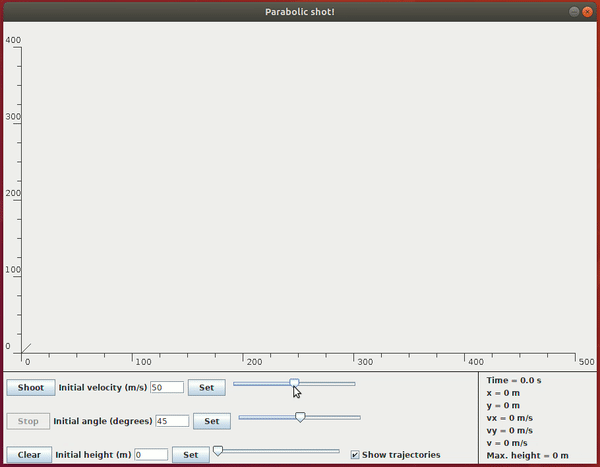 Parabolic shot!
400
300
200
100
0
0 100 200 300 400 500
Shoot Initial velocity (m/s) 50 Set
Stop Initial angle (degrees) 45 Set
Clear Initial height (m) 0 Set Show trajectories
Time = 0.0 s
x = 0 m
y = 0 m
vx = 0 m/s
vy = 0 m/s
v = 0 m/s
Max. height = 0 m